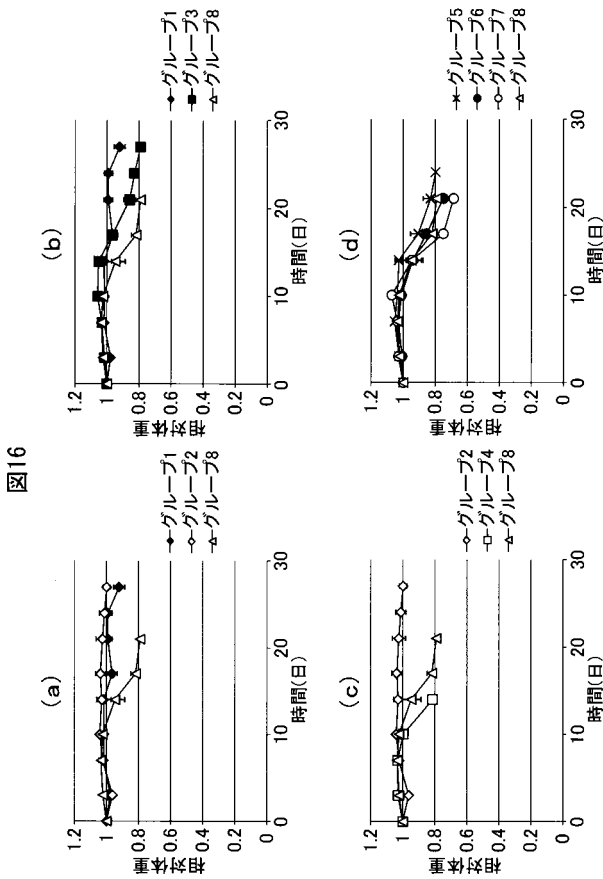 図16
(a)
相対体重
1.2
1
0.8
0.6
0.4
0.2
0
0
10
20
30
時間(日)
グループ1
グループ2
グループ8
(b)
相対体重
1.2
1
0.8
0.6
0.4
0.2
0
0
10
20
30
時間(日)
グループ1
グループ3
グループ8
(c)
相対体重
1.2
1
0.8
0.6
0.4
0.2
0
0
10
20
30
時間(日)
グループ2
グループ4
グループ8
(d)
相対体重
1.2
1
0.8
0.6
0.4
0.2
0
0
10
20
30
時間(日)
グループ5
グループ6
グループ7
グループ8